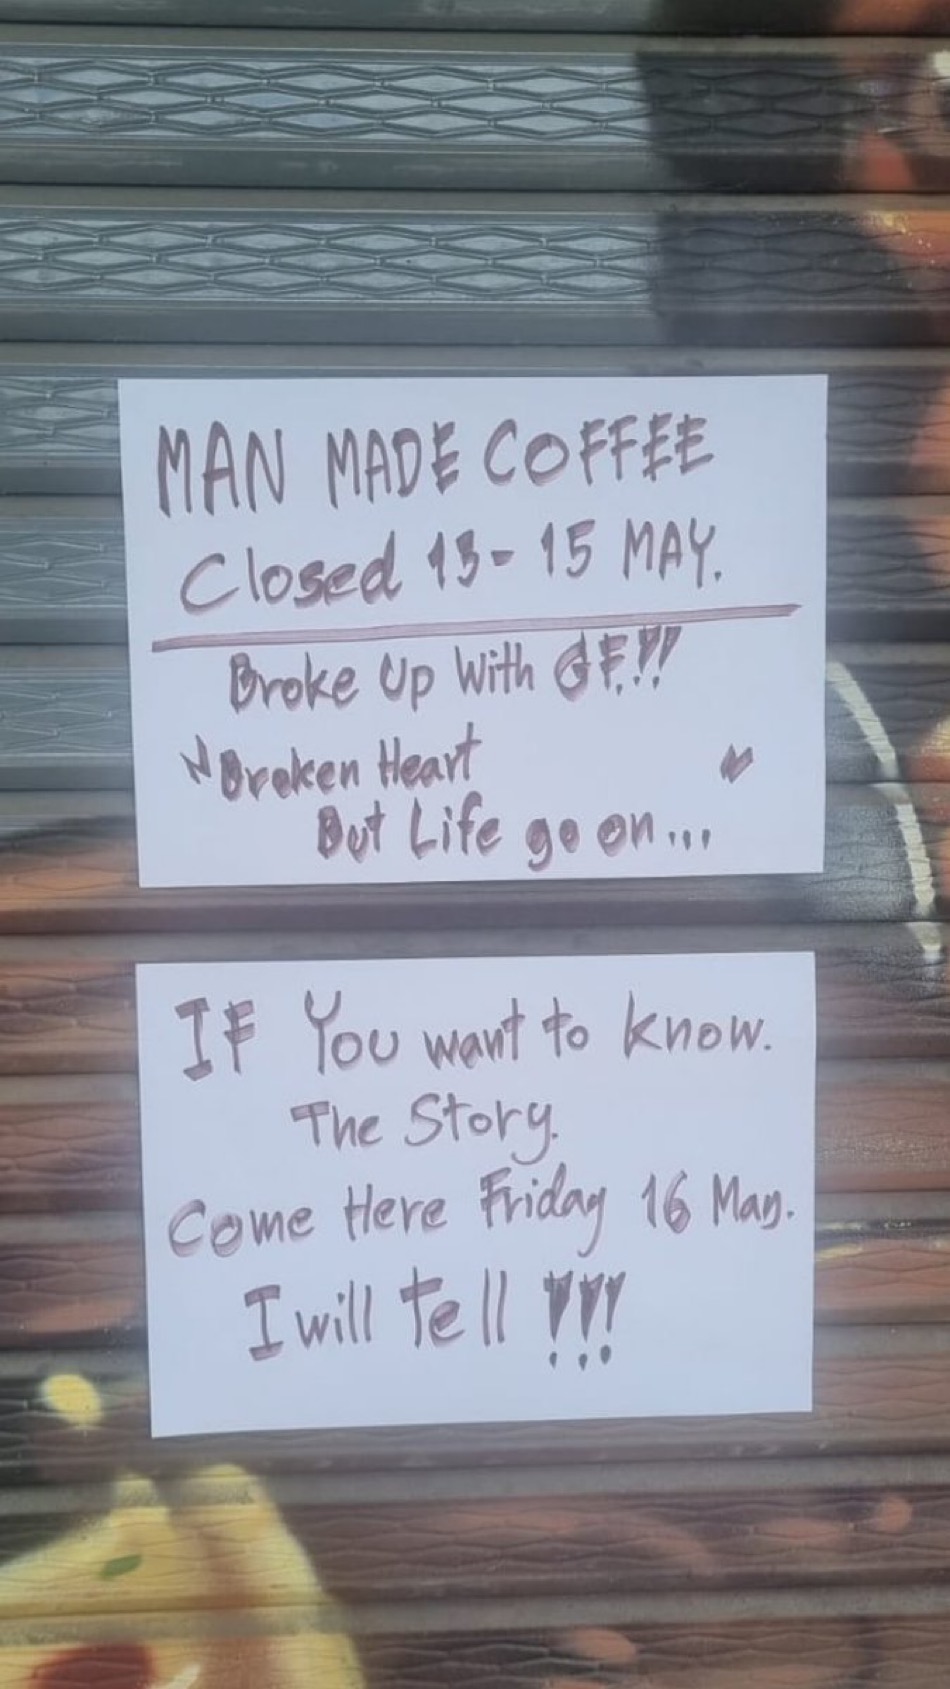 MAN MADE COFFEE
Closed 13-15 MAY.
Broke Up With GF!!!
"Broken Heart "
But Life go on...
IF You want to know.
The Story.
Come Here Friday 16 May.
I will Tell !!!